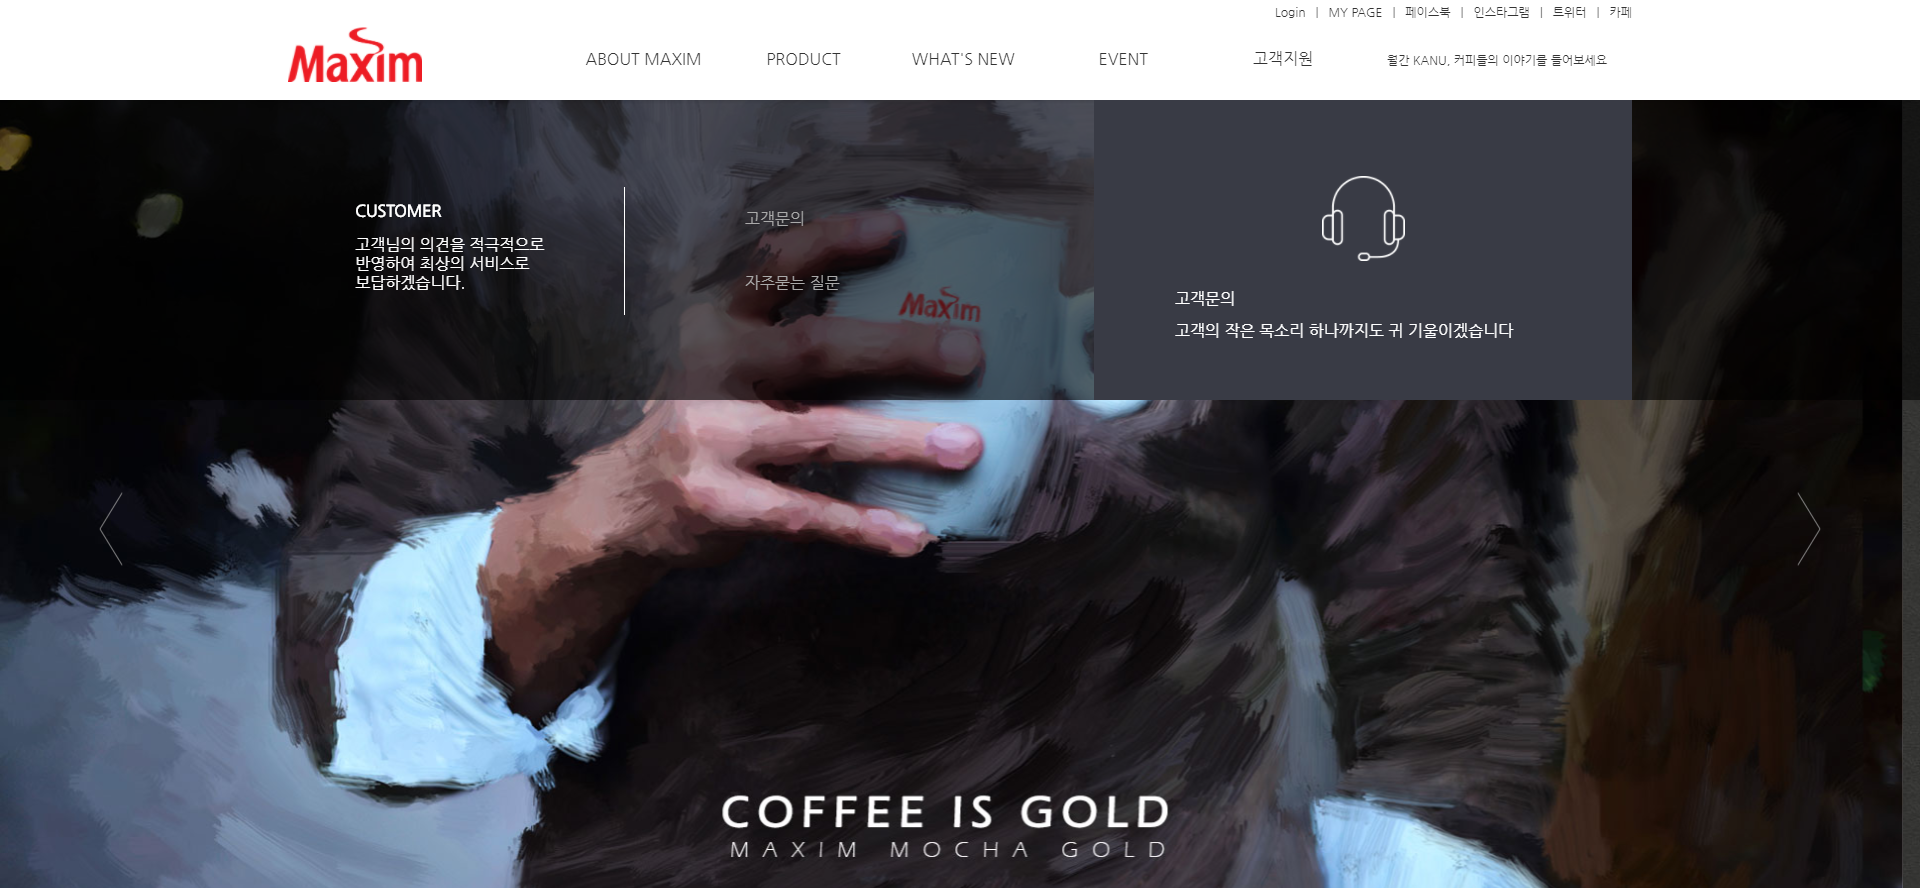 Login | MY PAGE | 페이스북 | 인스타그램 | 트위터 | 카페
Maxim
ABOUT MAXIM
PRODUCT
WHAT'S NEW
EVENT
고객지원
월간 KANU, 커피들의 이야기를 들어보세요
CUSTOMER
고객님의 의견을 적극적으로
반영하여 최상의 서비스로
보답하겠습니다.
고객문의
자주묻는 질문
Maxim
고객문의
고객의 작은 목소리 하나까지도 귀 기울이겠습니다
COFFEE IS GOLD
MAXIM MOCHA GOLD